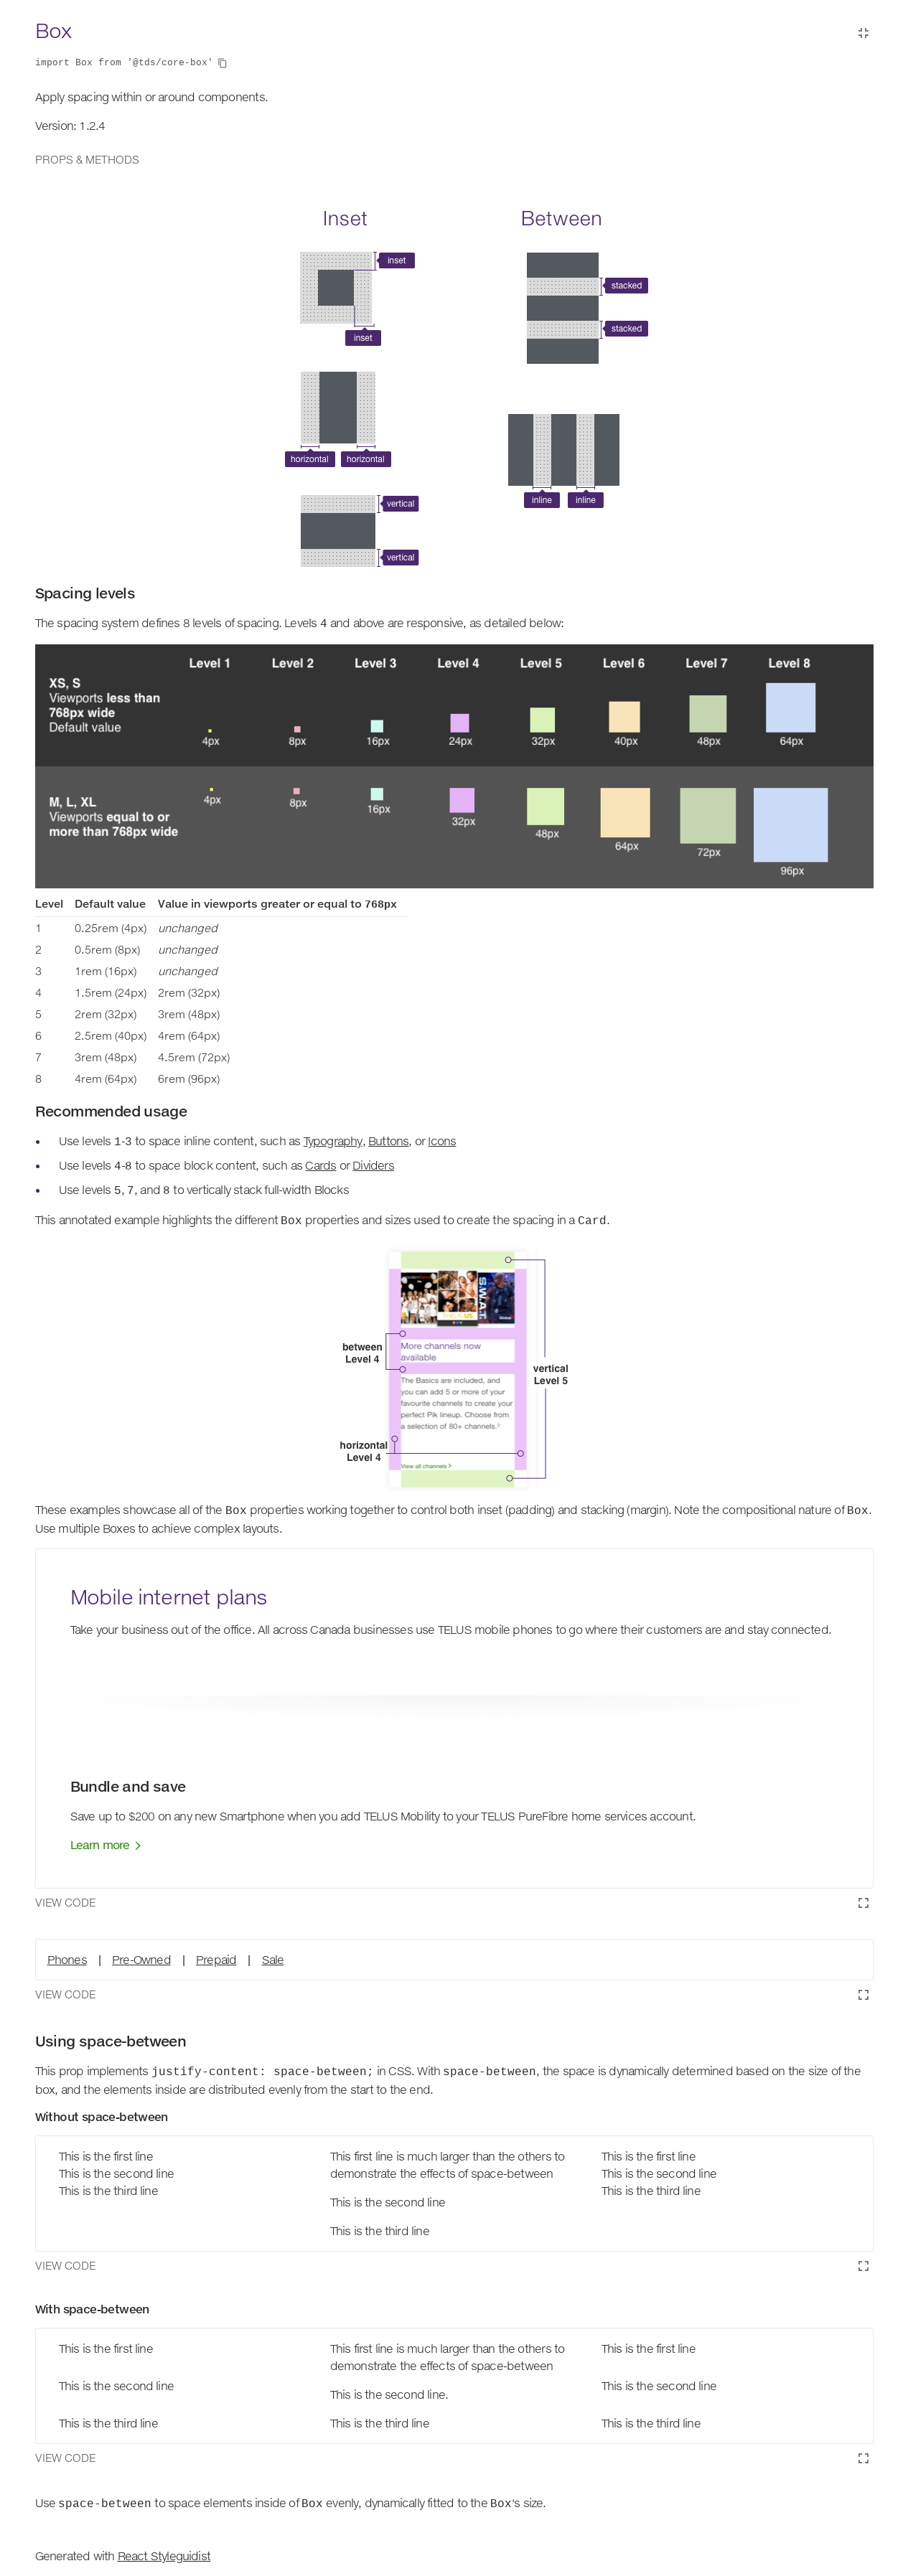 Box
import Box from '@tds/core-box'
Apply spacing within or around components.
Version: 1.2.4
PROPS & METHODS
Inset
Between
inset
inset
stacked
stacked
horizontal
horizontal
inline
inline
vertical
vertical
Spacing levels
The spacing system defines 8 levels of spacing. Levels 4 and above are responsive, as detailed below:
Level 1 Level 2 Level 3 Level 4 Level 5 Level 6 Level 7 Level 8
XS, S
Viewports less than
768px wide
Default value
4px 8px 16px 24px 32px 40px 48px 64px
M, L, XL
Viewports equal to or
more than 768px wide
4px 8px 16px 32px 48px 64px 72px 96px
Level Default value Value in viewports greater or equal to 768px
1 0.25rem (4px) unchanged
2 0.5rem (8px) unchanged
3 1rem (16px) unchanged
4 1.5rem (24px) 2rem (32px)
5 2rem (32px) 3rem (48px)
6 2.5rem (40px) 4rem (64px)
7 3rem (48px) 4.5rem (72px)
8 4rem (64px) 6rem (96px)
Recommended usage
• Use levels 1-3 to space inline content, such as Typography, Buttons, or Icons
• Use levels 4-8 to space block content, such as Cards or Dividers
• Use levels 5, 7, and 8 to vertically stack full-width Blocks
This annotated example highlights the different Box properties and sizes used to create the spacing in a Card.
S.W.A.T.
between
Level 4
More channels now
available
vertical
Level 5
The Basics are included, and
you can add 5 or more of your
favourite channels to create your
perfect Pik lineup. Choose from
a selection of 80+ channels.²
horizontal
Level 4
View all channels >
These examples showcase all of the Box properties working together to control both inset (padding) and stacking (margin). Note the compositional nature of Box.
Use multiple Boxes to achieve complex layouts.
Mobile internet plans
Take your business out of the office. All across Canada businesses use TELUS mobile phones to go where their customers are and stay connected.
Bundle and save
Save up to $200 on any new Smartphone when you add TELUS Mobility to your TELUS PureFibre home services account.
Learn more >
VIEW CODE
Phones | Pre-Owned | Prepaid | Sale
VIEW CODE
Using space-between
This prop implements justify-content: space-between; in CSS. With space-between, the space is dynamically determined based on the size of the
box, and the elements inside are distributed evenly from the start to the end.
Without space-between
This is the first line
This is the second line
This is the third line
This first line is much larger than the others to
demonstrate the effects of space-between
This is the second line
This is the third line
This is the first line
This is the second line
This is the third line
VIEW CODE
With space-between
This is the first line
This is the second line
This is the third line
This first line is much larger than the others to
demonstrate the effects of space-between
This is the second line.
This is the third line
This is the first line
This is the second line
This is the third line
VIEW CODE
Use space-between to space elements inside of Box evenly, dynamically fitted to the Box's size.
Generated with React Styleguidist